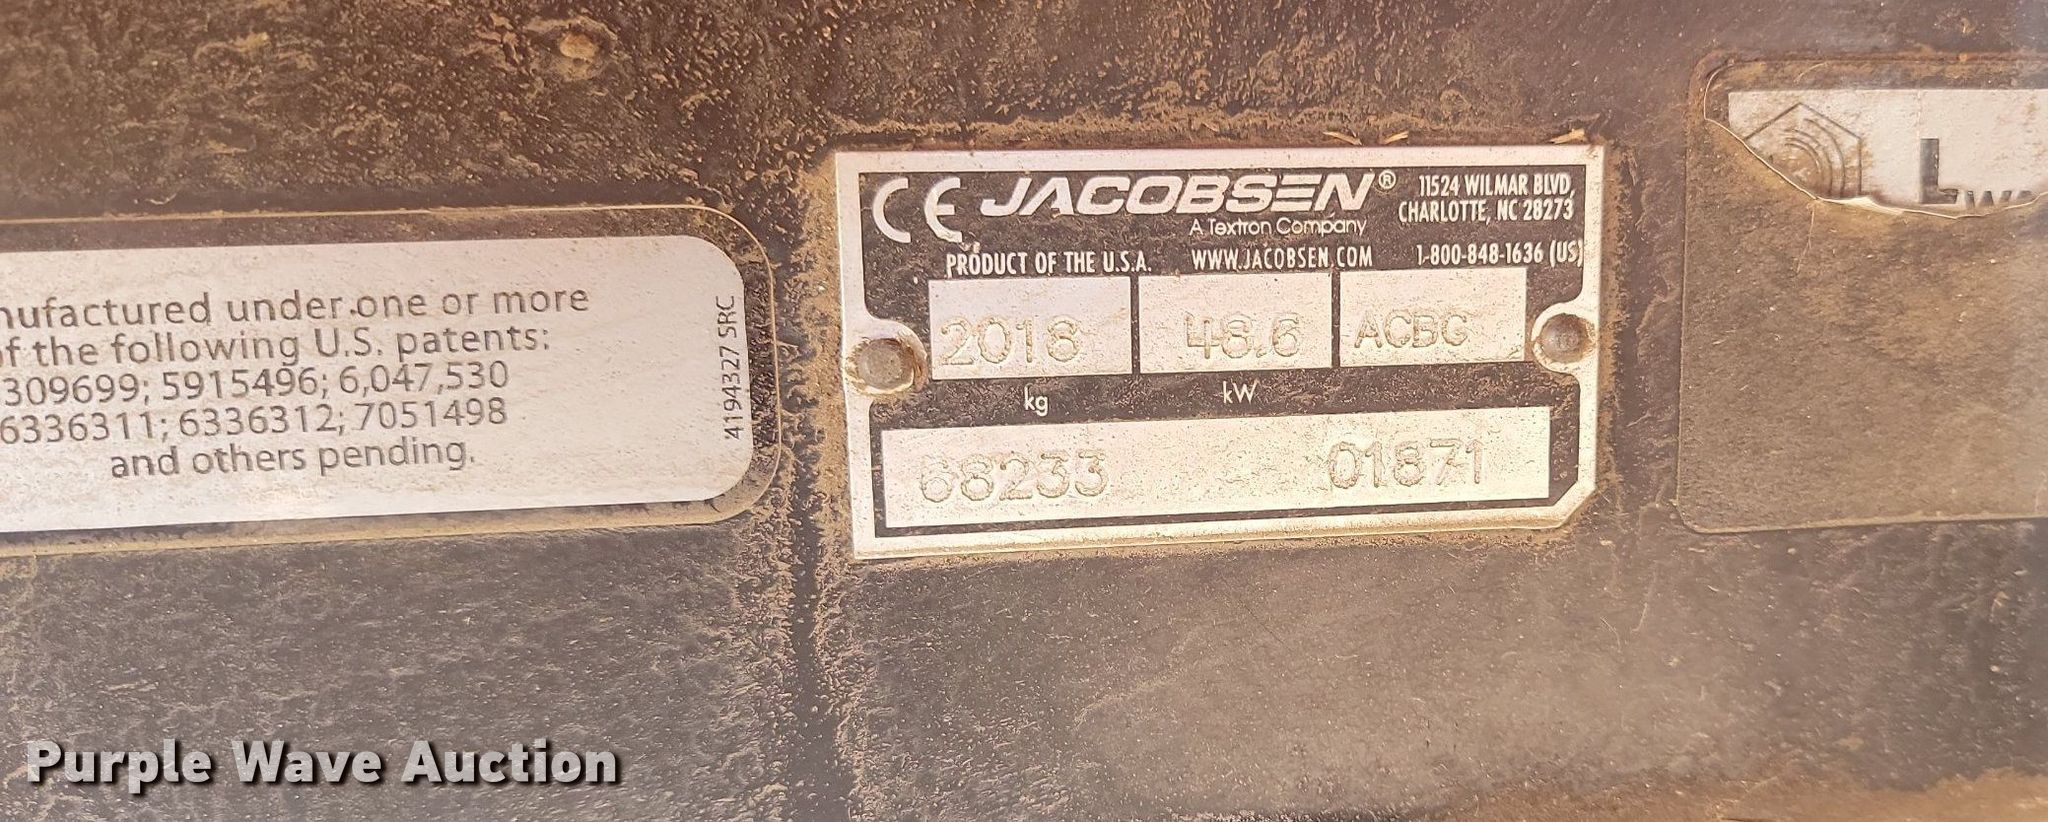 nufactured under one or more
f the following U.S. patents:
309699; 5915496; 6,047,530
6336311; 6336312; 7051498
and others pending.
4194327 SRC
CE JACOBSEN®
A Textron Company
11524 WILMAR BLVD,
CHARLOTTE, NC 28273
PRODUCT OF THE U.S.A. WWW.JACOBSEN.COM 1-800-848-1636 (US)
2018 48.6 ACBG
kg kW
68233 01871
Purple Wave Auction